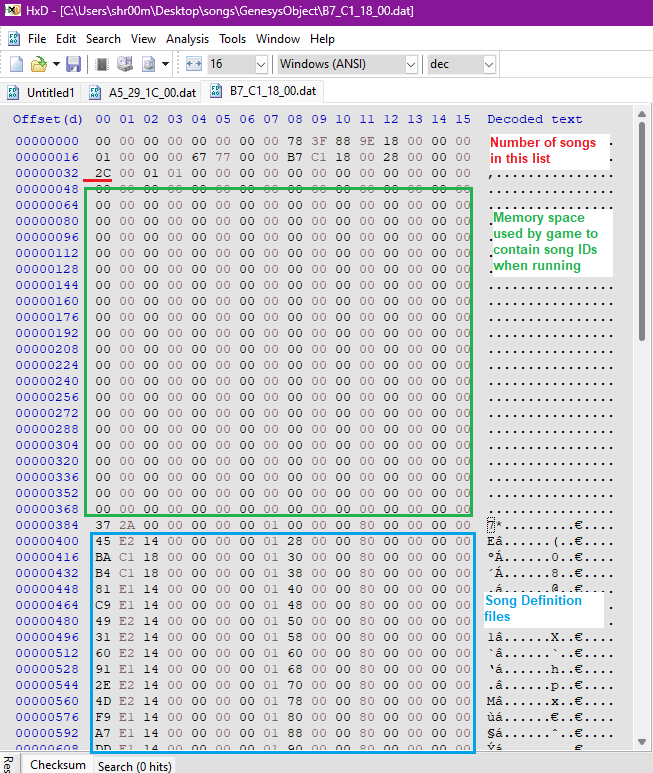 HxD - [C:\Users\shr00m\Desktop\songs\GenesysObject\B7_C1_18_00.dat]
File Edit Search View Analysis Tools Window Help
16 Windows (ANSI) dec
Untitled1 A5_29_1C_00.dat B7_C1_18_00.dat
Offset(d) 00 01 02 03 04 05 06 07 08 09 10 11 12 13 14 15 Decoded text
00000000 00 00 00 00 00 00 00 00 78 3F 88 9E 18 00 00 00
00000016 01 00 00 00 67 77 00 00 B7 C1 18 00 28 00 00 00
00000032 2C 00 01 01 00 00 00 00 00 00 00 00 00 00 00 00 ,...............
Number of songs
in this list
00000048 00 00 00 00 00 00 00 00 00 00 00 00 00 00 00 00 ................
00000064 00 00 00 00 00 00 00 00 00 00 00 00 00 00 00 00
00000080 00 00 00 00 00 00 00 00 00 00 00 00 00 00 00 00
00000096 00 00 00 00 00 00 00 00 00 00 00 00 00 00 00 00
00000112 00 00 00 00 00 00 00 00 00 00 00 00 00 00 00 00
00000128 00 00 00 00 00 00 00 00 00 00 00 00 00 00 00 00
Memory space
used by game to
contain song IDs
when running
00000144 00 00 00 00 00 00 00 00 00 00 00 00 00 00 00 00 ................
00000160 00 00 00 00 00 00 00 00 00 00 00 00 00 00 00 00 ................
00000176 00 00 00 00 00 00 00 00 00 00 00 00 00 00 00 00 ................
00000192 00 00 00 00 00 00 00 00 00 00 00 00 00 00 00 00 ................
00000208 00 00 00 00 00 00 00 00 00 00 00 00 00 00 00 00 ................
00000224 00 00 00 00 00 00 00 00 00 00 00 00 00 00 00 00 ................
00000240 00 00 00 00 00 00 00 00 00 00 00 00 00 00 00 00 ................
00000256 00 00 00 00 00 00 00 00 00 00 00 00 00 00 00 00 ................
00000272 00 00 00 00 00 00 00 00 00 00 00 00 00 00 00 00 ................
00000288 00 00 00 00 00 00 00 00 00 00 00 00 00 00 00 00 ................
00000304 00 00 00 00 00 00 00 00 00 00 00 00 00 00 00 00 ................
00000320 00 00 00 00 00 00 00 00 00 00 00 00 00 00 00 00 ................
00000336 00 00 00 00 00 00 00 00 00 00 00 00 00 00 00 00 ................
00000352 00 00 00 00 00 00 00 00 00 00 00 00 00 00 00 00 ................
00000368 00 00 00 00 00 00 00 00 00 00 00 00 00 00 00 00 ................
00000384 37 2A 00 00 00 00 00 01 00 00 00 80 00 00 00 00 7*.........€....
00000400 45 E2 14 00 00 00 00 01 28 00 00 80 00 00 00 00 Eâ......(..€....
00000416 BA C1 18 00 00 00 00 01 30 00 00 80 00 00 00 00 ºÁ......0..€....
00000432 B4 C1 18 00 00 00 00 01 38 00 00 80 00 00 00 00 ´Á......8..€....
00000448 81 E1 14 00 00 00 00 01 40 00 00 80 00 00 00 00 .á......@..€....
00000464 C9 E1 14 00 00 00 00 01 48 00 00 80 00 00 00 00
00000480 49 E2 14 00 00 00 00 01 50 00 00 80 00 00 00 00
Song Definition
files
00000496 31 E2 14 00 00 00 00 01 58 00 00 80 00 00 00 00 1â......X..€....
00000512 60 E2 14 00 00 00 00 01 60 00 00 80 00 00 00 00 `â......`..€....
00000528 91 E1 14 00 00 00 00 01 68 00 00 80 00 00 00 00 ‘á......h..€....
00000544 2E E2 14 00 00 00 00 01 70 00 00 80 00 00 00 00 .â......p..€....
00000560 4D E2 14 00 00 00 00 01 78 00 00 80 00 00 00 00 Mâ......x..€....
00000576 F9 E1 14 00 00 00 00 01 80 00 00 80 00 00 00 00 ùá......€..€....
00000592 A7 E1 14 00 00 00 00 01 88 00 00 80 00 00 00 00 §á......ˆ..€....
00000608 DD E1 14 00 00 00 00 01 90 00 00 80 00 00 00 00
Res Checksum Search (0 hits)